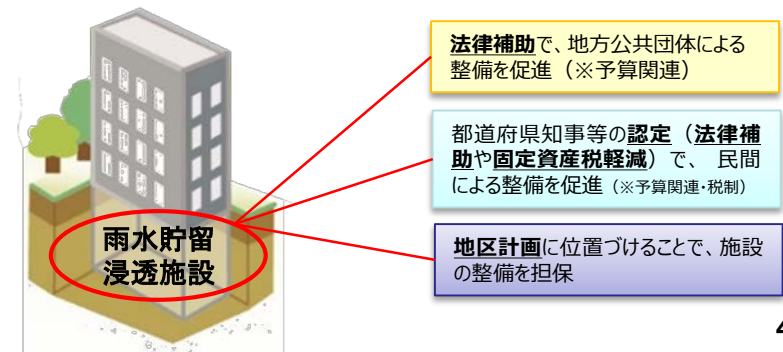 法律補助で、地方公共団体による
整備を促進（※予算関連）
都道府県知事等の認定（法律補
助や固定資産税軽減）で、 民間
による整備を促進（※予算関連・税制）
雨水貯留
浸透施設
地区計画に位置づけることで、施設
の整備を担保